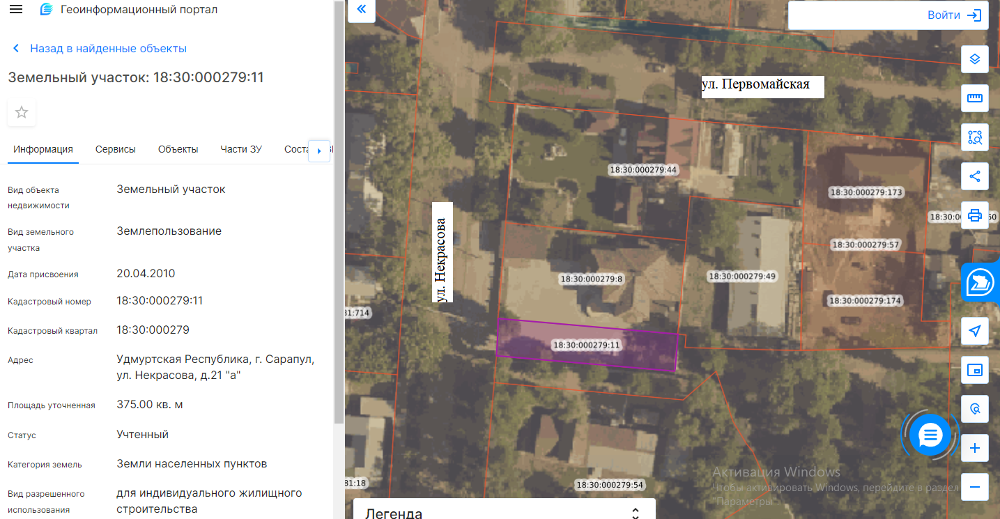 Геоинформационный портал
Войти
Назад в найденные объекты
Земельный участок: 18:30:000279:11
Информация
Сервисы
Объекты
Части ЗУ
Соста
Вид объекта недвижимости
Земельный участок
Вид земельного участка
Землепользование
Дата присвоения
20.04.2010
Кадастровый номер
18:30:000279:11
Кадастровый квартал
18:30:000279
Адрес
Удмуртская Республика, г. Сарапул,
ул. Некрасова, д.21 "а"
Площадь уточненная
375.00 кв. м
Статус
Учтенный
Категория земель
Земли населенных пунктов
Вид разрешенного использования
для индивидуального жилищного
строительства
ул. Первомайская
ул. Некрасова
18:30:000279:44
18:30:000279:173
18:30:0
50
18:30:000279:57
18:30:000279:8
18:30:000279:49
18:30:000279:174
81:714
18:30:000279:11
81:18
18:30:000279:54
Активация Windows
Чтобы активировать Windows, перейдите в раздел
"Параметры".
Легенда